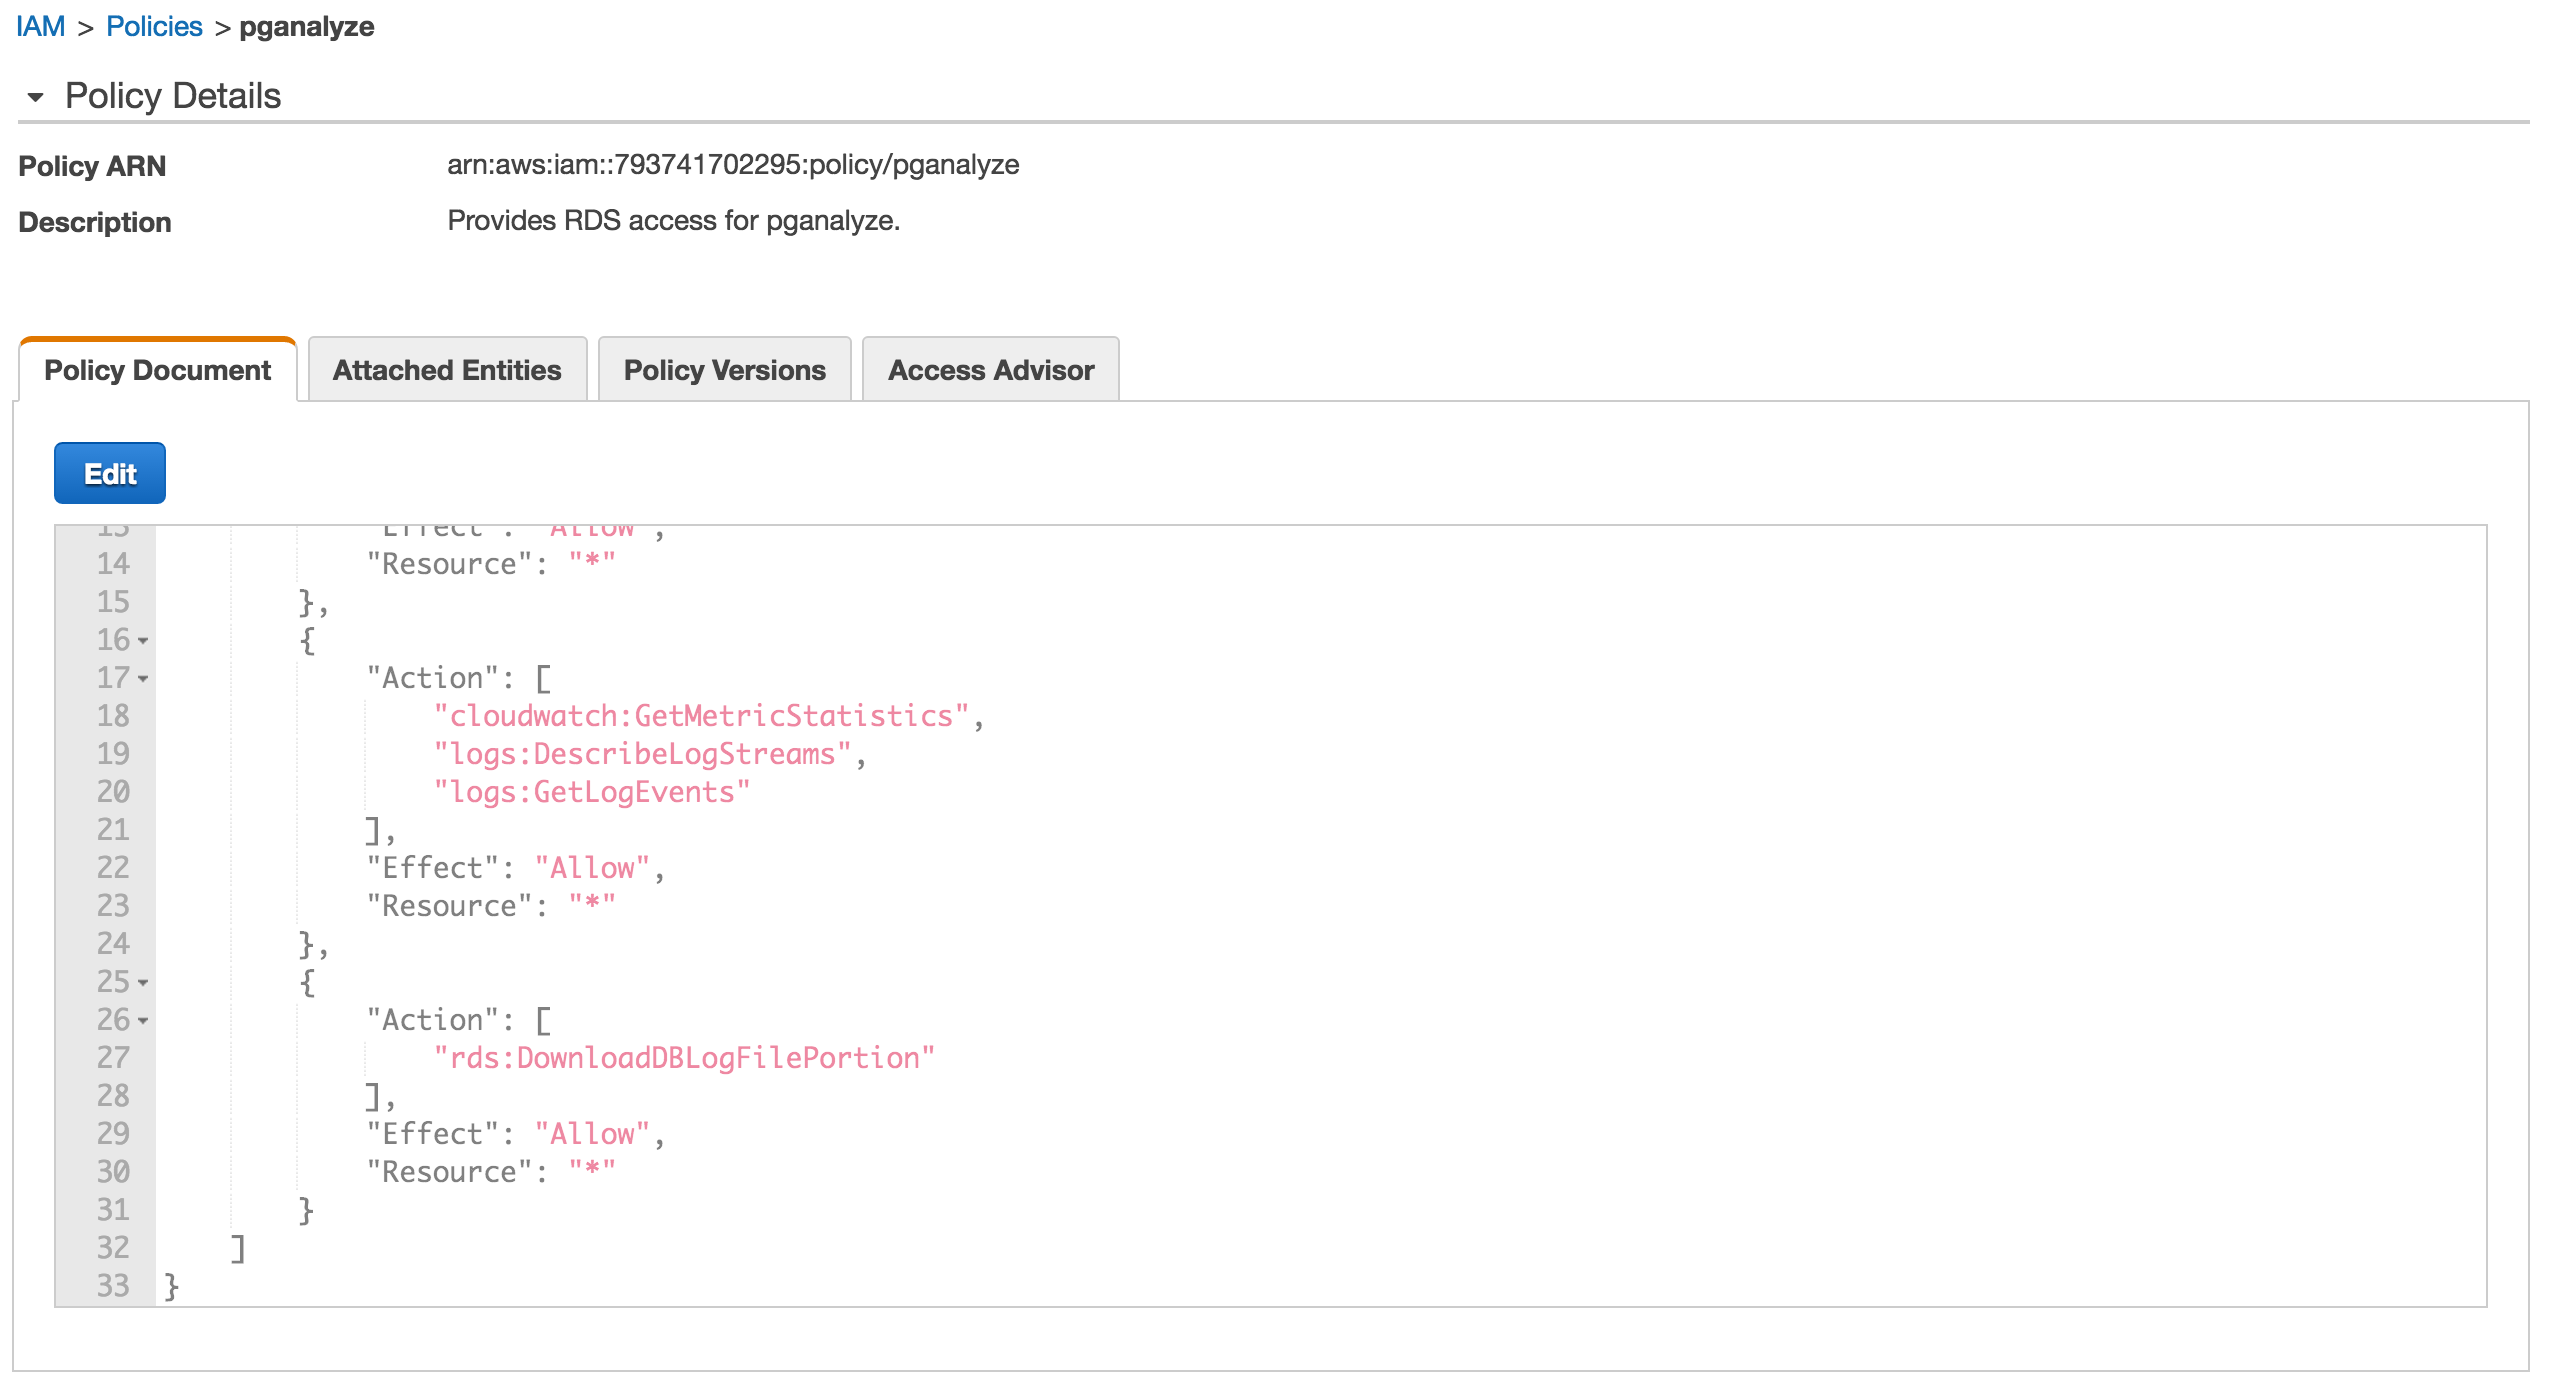 IAM > Policies > pganalyze
Policy Details
Policy ARN arn:aws:iam::793741702295:policy/pganalyze
Description Provides RDS access for pganalyze.
Policy Document Attached Entities Policy Versions Access Advisor
Edit
13 "Effect": "Allow",
14 "Resource": "*"
15 },
16 {
17 "Action": [
18 "cloudwatch:GetMetricStatistics",
19 "logs:DescribeLogStreams",
20 "logs:GetLogEvents"
21 ],
22 "Effect": "Allow",
23 "Resource": "*"
24 },
25 {
26 "Action": [
27 "rds:DownloadDBLogFilePortion"
28 ],
29 "Effect": "Allow",
30 "Resource": "*"
31 }
32 ]
33 }